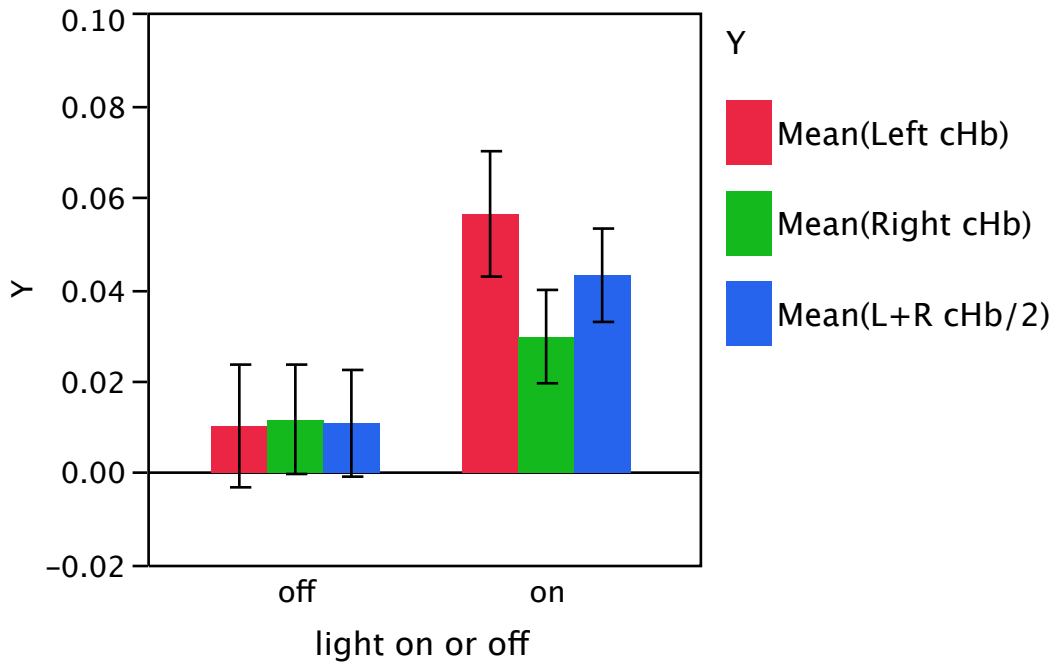 0.10
0.08
0.06
0.04
0.02
0.00
−0.02
Y
off
on
light on or off
Y
Mean(Left cHb)
Mean(Right cHb)
Mean(L+R cHb/2)